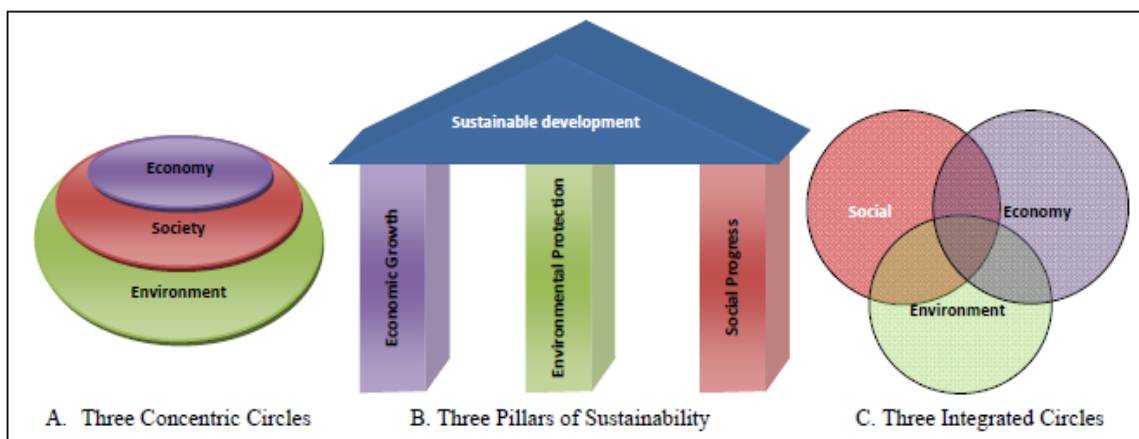 Economy
Society
Environment
A. Three Concentric Circles
Sustainable development
Economic Growth
Environmental Protection
Social Progress
B. Three Pillars of Sustainability
Social
Economy
Environment
C. Three Integrated Circles